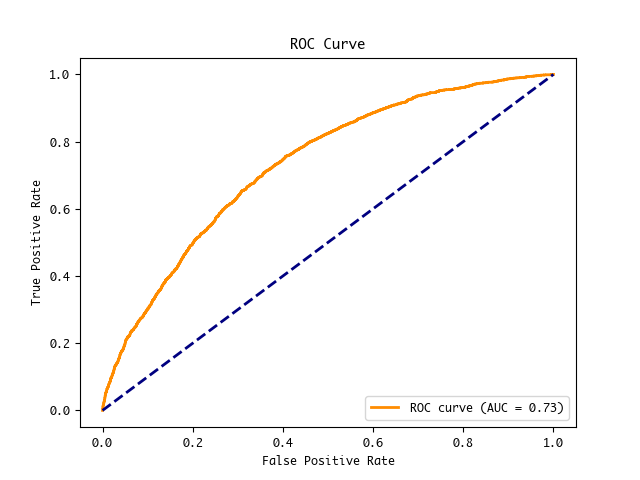 ROC Curve
True Positive Rate
1.0
0.8
0.6
0.4
0.2
0.0
0.0 0.2 0.4 0.6 0.8 1.0
False Positive Rate
ROC curve (AUC = 0.73)